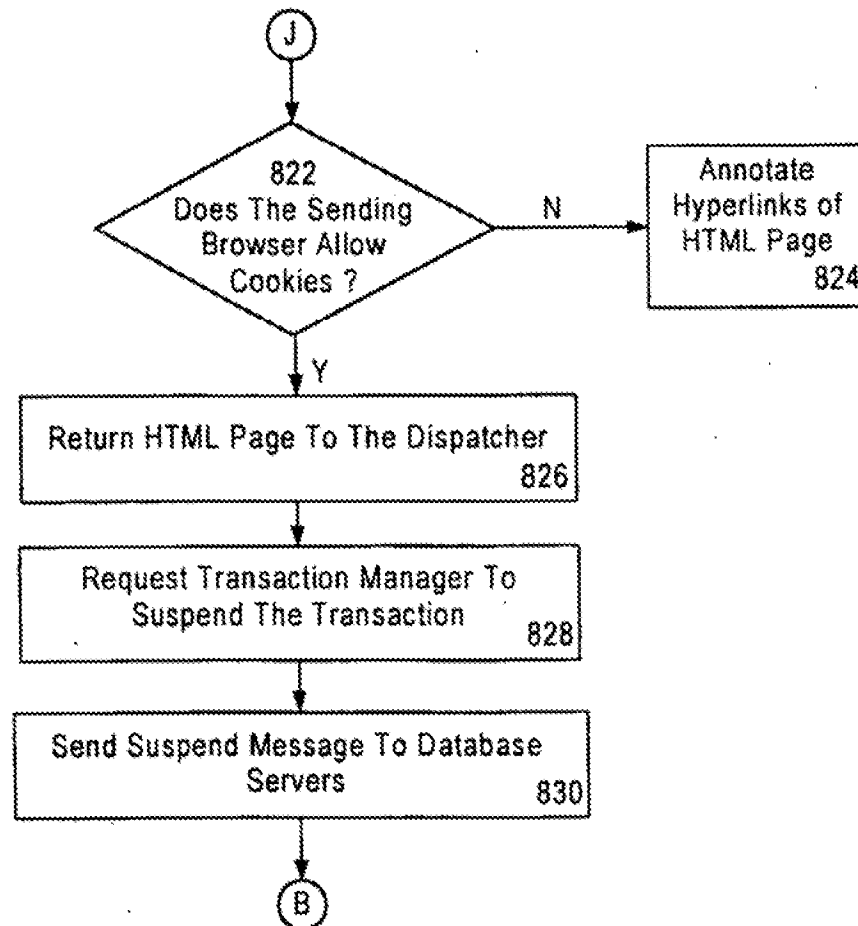 J
822
Does The Sending
Browser Allow
Cookies ?
N
Annotate
Hyperlinks of
HTML Page
824
Y
Return HTML Page To The Dispatcher
826
Request Transaction Manager To
Suspend The Transaction
828
Send Suspend Message To Database
Servers
830
B